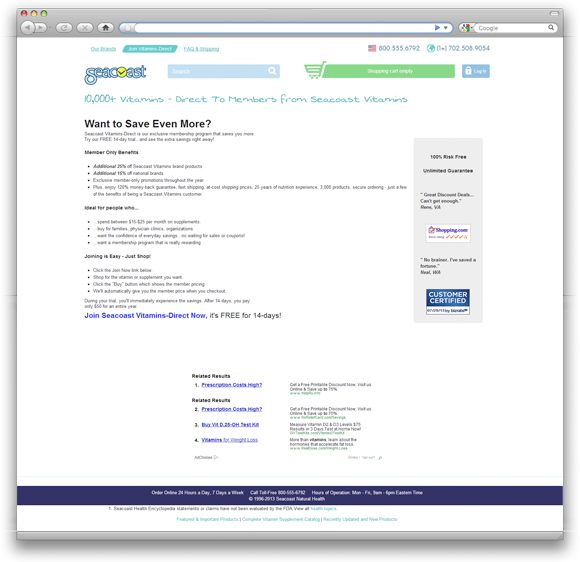 Google
Our Brands
Join Vitamins Direct
FAQ & Shipping
800.555.6792
(1+) 702.508.9054
seacoast
Search
Shopping cart empty
Log In
10,000+ Vitamins - Direct To Members from Seacoast Vitamins
Want to Save Even More?
Seacoast Vitamins-Direct is our exclusive membership program that saves you more.
Try our FREE 14-day trial...and see the extra savings right away!
Member Only Benefits
Additional 25% off Seacoast Vitamins brand products
Additional 15% off national brands
Exclusive member-only promotions throughout the year
Plus, enjoy 120% money-back guarantee, fast shipping, at-cost shipping prices, 20 years of nutrition experience, 3,000 products, secure ordering - just a few
of the benefits of being a Seacoast Vitamins customer.
Ideal for people who...
...spend between $10-$25 per month on supplements.
...buy for families, physician clinics, organizations
...want the confidence of everyday savings...no waiting for sales or coupons!
...want a membership program that is really rewarding
Joining is Easy - Just Shop!
Click the Join Now link below
Shop for the vitamin or supplement you want
Click the "Buy" button which shows the member pricing.
We'll automatically give you the member price when you checkout.
During your trial, you'll immediately experience the savings. After 14 days, you pay
only $59 for an entire year.
Join Seacoast Vitamins-Direct Now, it's FREE for 14-days!
100% Risk Free
Unlimited Guarantee
" Great Discount Deals...
Can't get enough."
Rene, VA
Shopping.com
" No brainer. I've saved a
fortune."
Neal, WA
CUSTOMER
CERTIFIED
by bizrate
Related Results
1. Prescription Costs High?
Get a Free Printable Discount Now. Visit us
Online & Save up to 75%.
Related Results
2. Prescription Costs High?
Get a Free Printable Discount Now. Visit us
Online & Save up to 75%.
3. Buy Vit D,25-OH Test Kit
Measure Vitamin D2 & D3 Levels $75
Results in 3 Days Test at Home Now!
4. Vitamins for Weight Loss
More than vitamins, learn about the
hormones that accelerate fat loss.
AdChoices
Order Online 24 Hours a Day, 7 Days a Week Call Toll-Free 800-555-6792 Hours of Operation: Mon - Fri, 9am - 6pm Eastern Time
© 1996-2013 Seacoast Natural Health
1. Seacoast Health Encyclopedia statements or claims have not been evaluated by the FDA.View all health topics.
Featured & Important Products | Complete Vitamin Supplement Catalog | Recently Updated and New Products